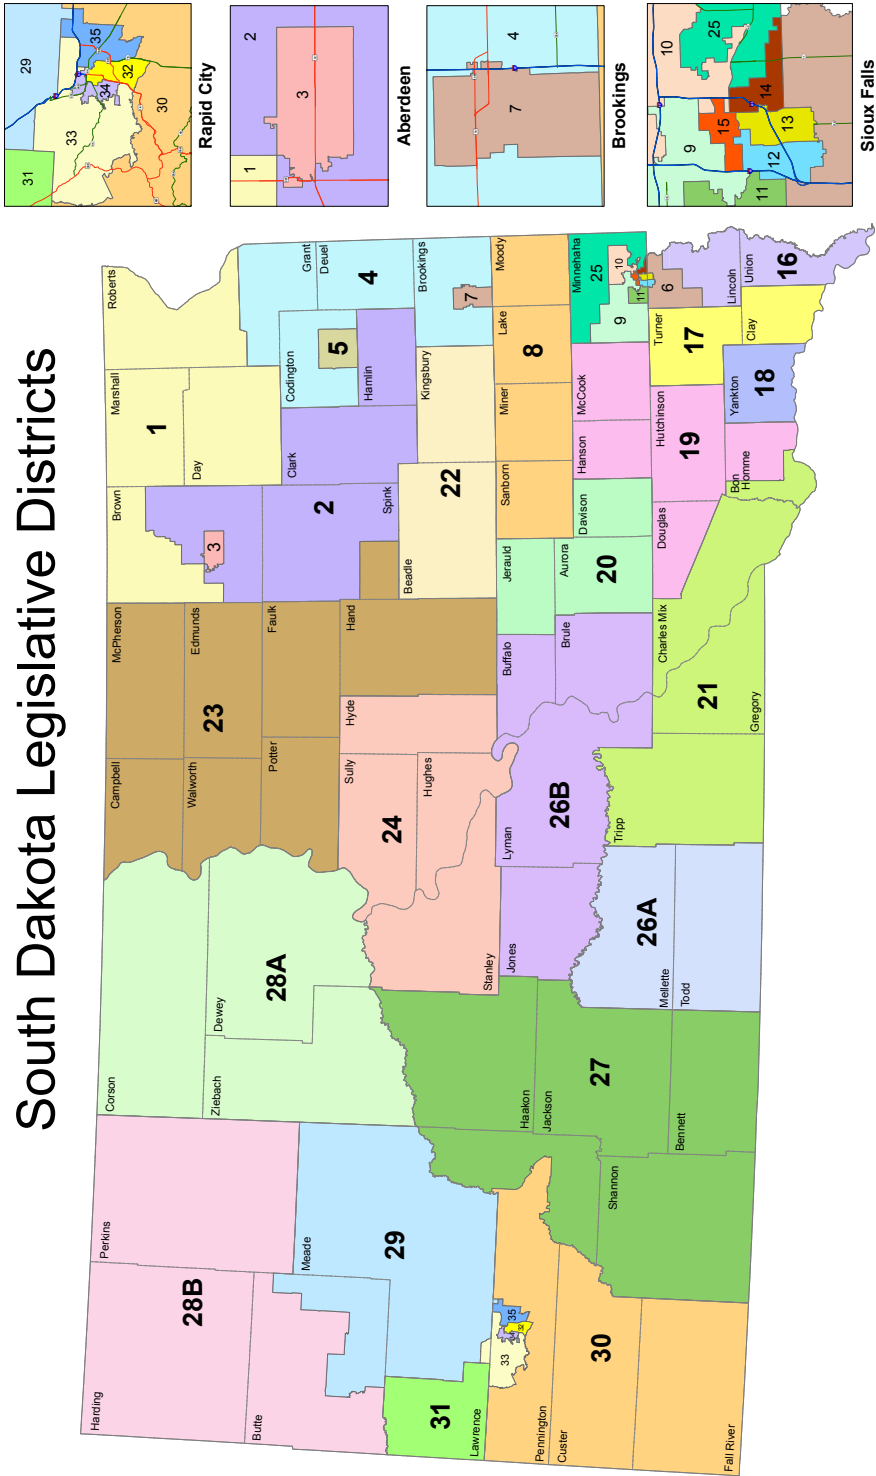 South Dakota Legislative Districts
Harding
Perkins
28B
Butte
Corson
Ziebach
Dewey
28A
Campbell
McPherson
Walworth
Edmunds
23
Potter
Faulk
Brown
Marshall
Roberts
1
Day
3
2
Spink
Clark
Codington
5
Hamlin
Grant
Deuel
4
Meade
29
31
Lawrence
Sully
Hyde
Hand
24
Hughes
Stanley
Beadle
22
Kingsbury
Brookings
7
Haakon
Jackson
27
Pennington
33
32
35
Custer
30
Fall River
Shannon
Bennett
Jones
Lyman
26B
Mellette
26A
Todd
Tripp
Buffalo
Brule
Jerauld
Aurora
20
Davison
Sanborn
Miner
Lake
Moody
8
Hanson
McCook
Minnehaha
25
9
10
11
6
Gregory
21
Charles Mix
Douglas
Hutchinson
19
Bon
Homme
Turner
17
Yankton
18
Clay
Lincoln
Union
16
31
29
33
34
35
32
30
Rapid City
1
2
3
Aberdeen
7
4
Brookings
9
10
25
15
14
13
12
11
Sioux Falls